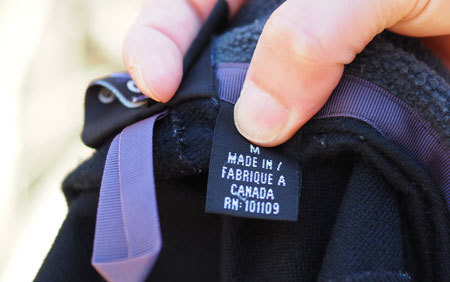 M
MADE IN /
FABRIQUE A
CANADA
RN:101109